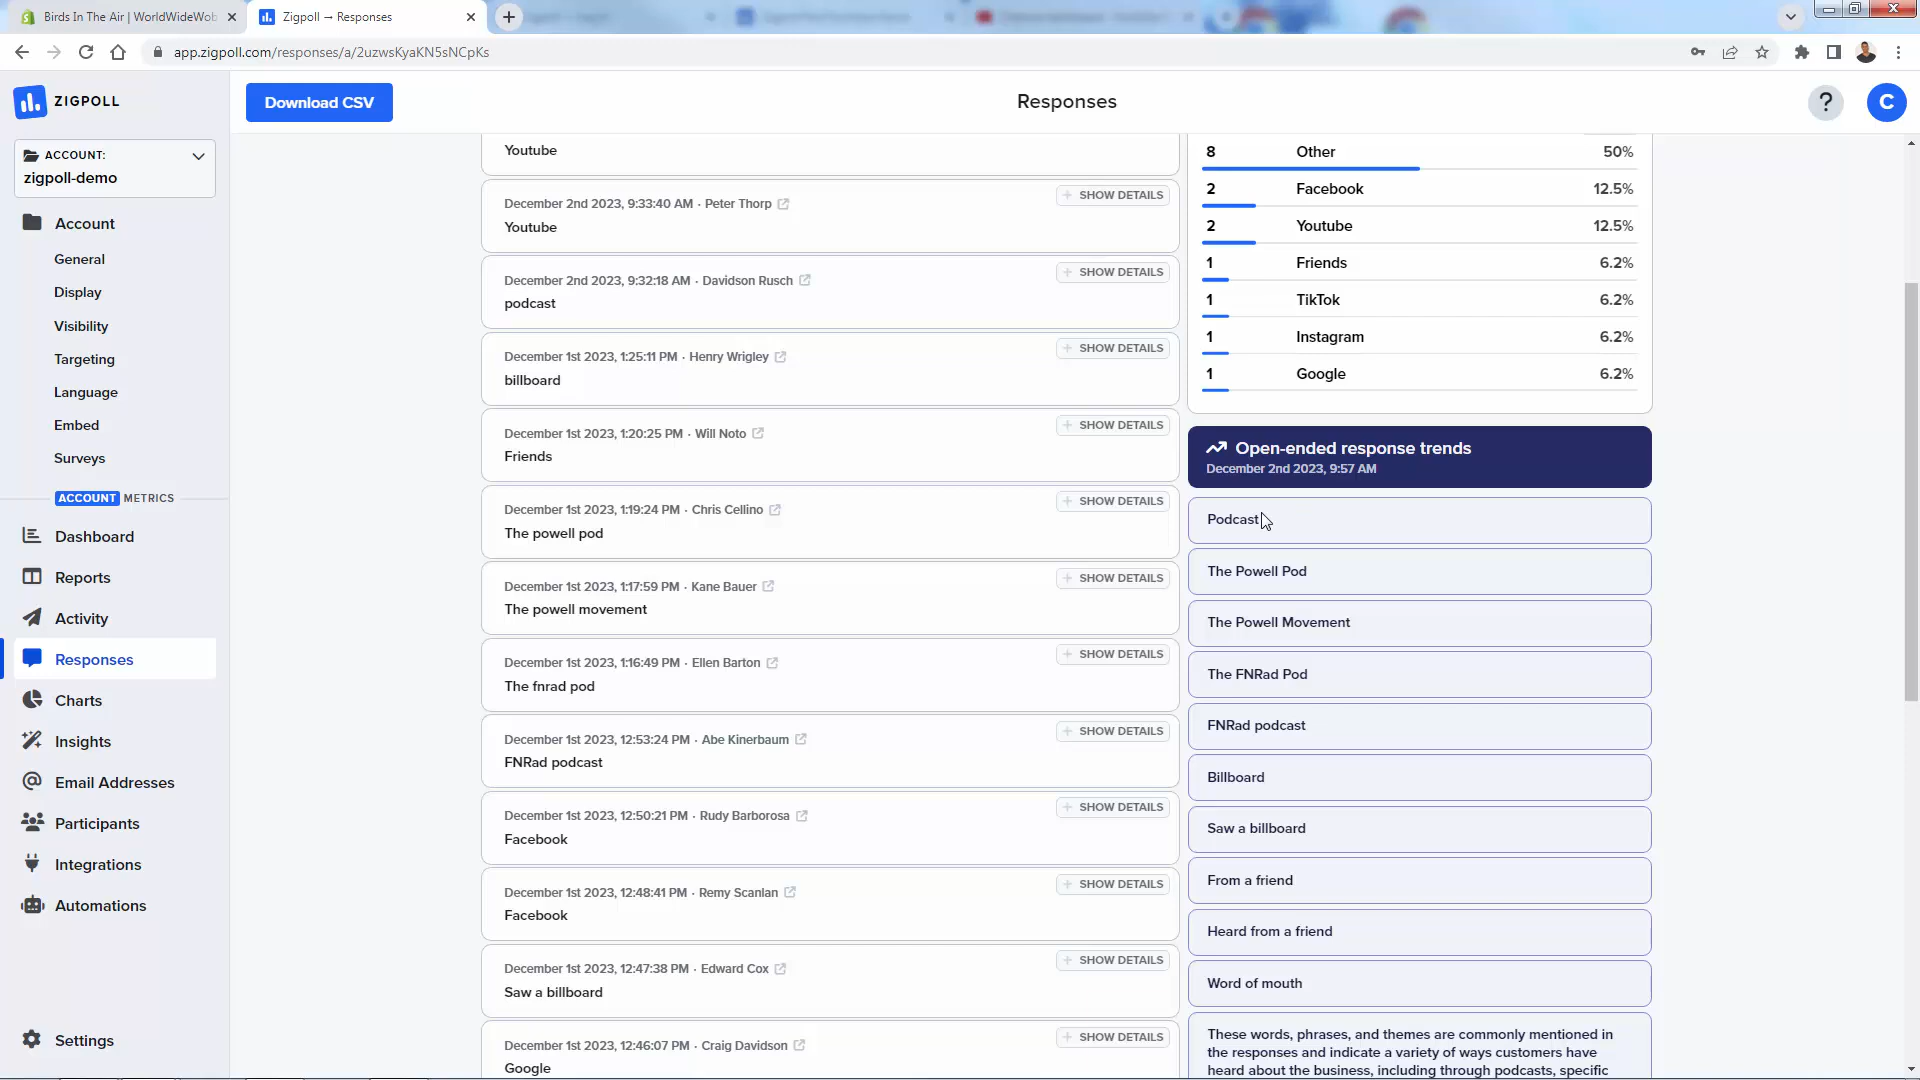 Birds In The Air | WorldWideWob
Zigpoll → Responses
app.zigpoll.com/responses/a/2uzwsKyaKN5sNCpKs
ZIGPOLL
ACCOUNT:
zigpoll-demo
Account
General
Display
Visibility
Targeting
Language
Embed
Surveys
ACCOUNT METRICS
Dashboard
Reports
Activity
Responses
Charts
Insights
Email Addresses
Participants
Integrations
Automations
Settings
Download CSV
Responses
?
C
Youtube
December 2nd 2023, 9:33:40 AM · Peter Thorp
+ SHOW DETAILS
Youtube
December 2nd 2023, 9:32:18 AM · Davidson Rusch
+ SHOW DETAILS
podcast
December 1st 2023, 1:25:11 PM · Henry Wrigley
+ SHOW DETAILS
billboard
December 1st 2023, 1:20:25 PM · Will Noto
+ SHOW DETAILS
Friends
December 1st 2023, 1:19:24 PM · Chris Cellino
+ SHOW DETAILS
The powell pod
December 1st 2023, 1:17:59 PM · Kane Bauer
+ SHOW DETAILS
The powell movement
December 1st 2023, 1:16:49 PM · Ellen Barton
+ SHOW DETAILS
The fnrad pod
December 1st 2023, 12:53:24 PM · Abe Kinerbaum
+ SHOW DETAILS
FNRad podcast
December 1st 2023, 12:50:21 PM · Rudy Barborosa
+ SHOW DETAILS
Facebook
December 1st 2023, 12:48:41 PM · Remy Scanlan
+ SHOW DETAILS
Facebook
December 1st 2023, 12:47:38 PM · Edward Cox
+ SHOW DETAILS
Saw a billboard
December 1st 2023, 12:46:07 PM · Craig Davidson
+ SHOW DETAILS
Google
8 Other 50%
2 Facebook 12.5%
2 Youtube 12.5%
1 Friends 6.2%
1 TikTok 6.2%
1 Instagram 6.2%
1 Google 6.2%
Open-ended response trends
December 2nd 2023, 9:57 AM
Podcast
The Powell Pod
The Powell Movement
The FNRad Pod
FNRad podcast
Billboard
Saw a billboard
From a friend
Heard from a friend
Word of mouth
These words, phrases, and themes are commonly mentioned in
the responses and indicate a variety of ways customers have
heard about the business, including through podcasts, specific